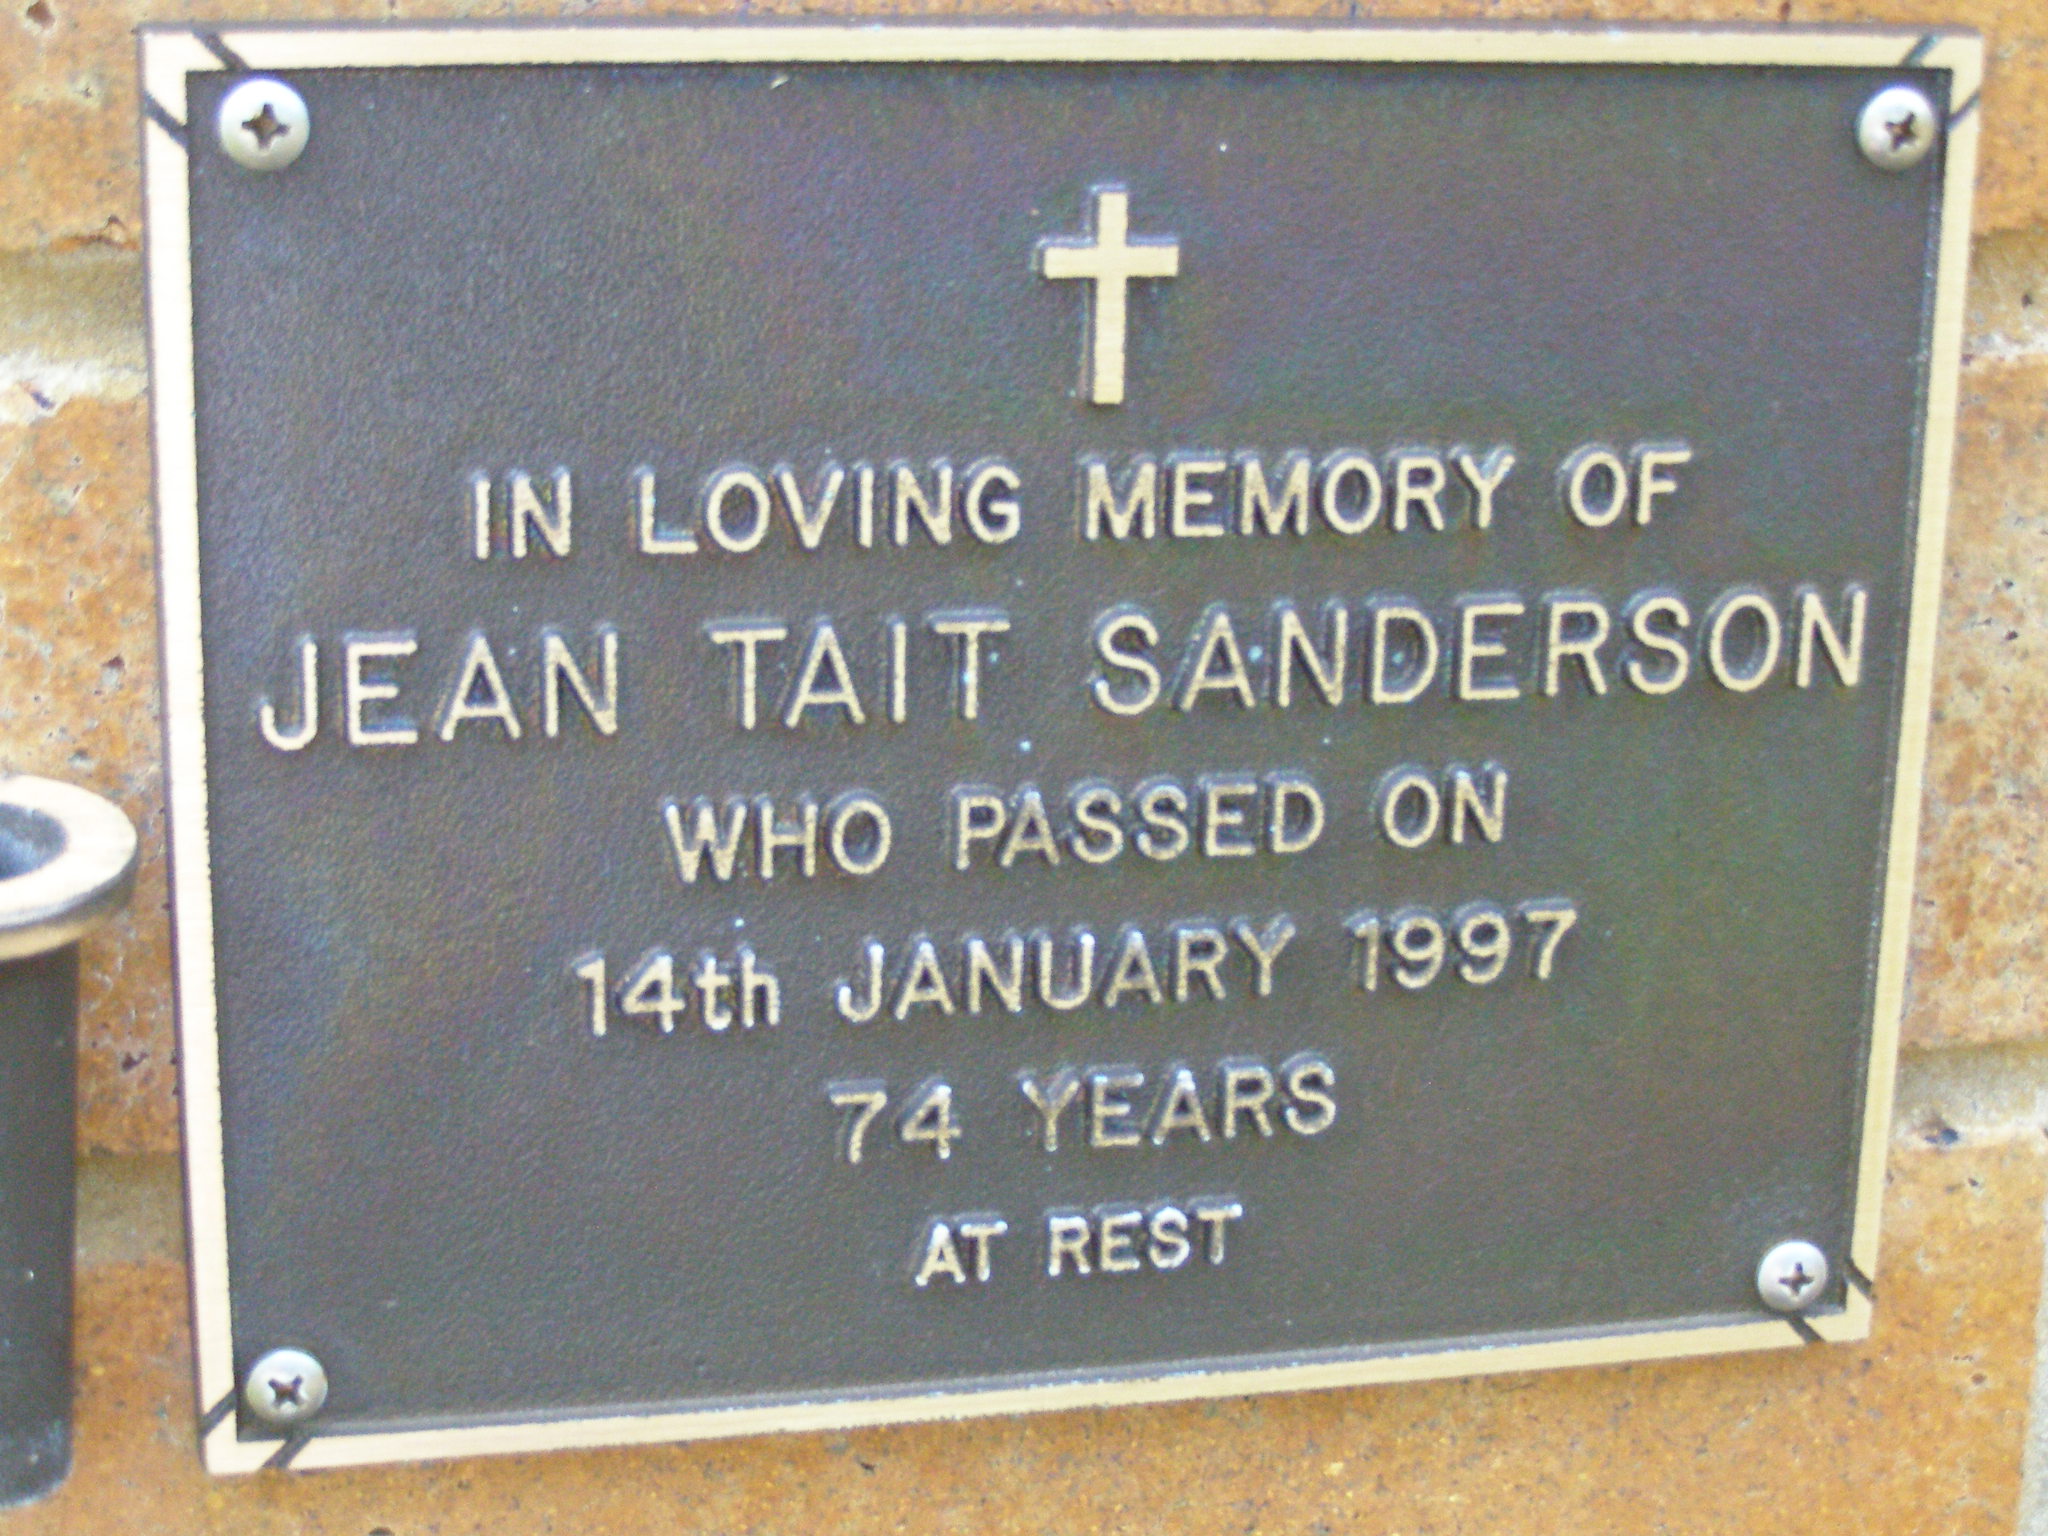 IN LOVING MEMORY OF
JEAN TAIT SANDERSON
WHO PASSED ON
14th JANUARY 1997
74 YEARS
AT REST